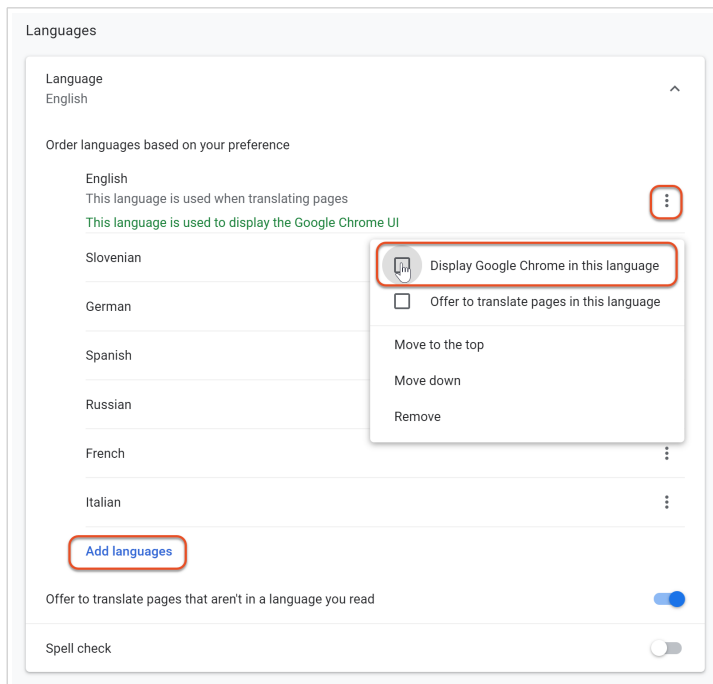 Languages
Language
English
Order languages based on your preference
English
This language is used when translating pages
This language is used to display the Google Chrome UI
Slovenian
Display Google Chrome in this language
German
Offer to translate pages in this language
Spanish
Move to the top
Move down
Russian
Remove
French
Italian
Add languages
Offer to translate pages that aren't in a language you read
Spell check